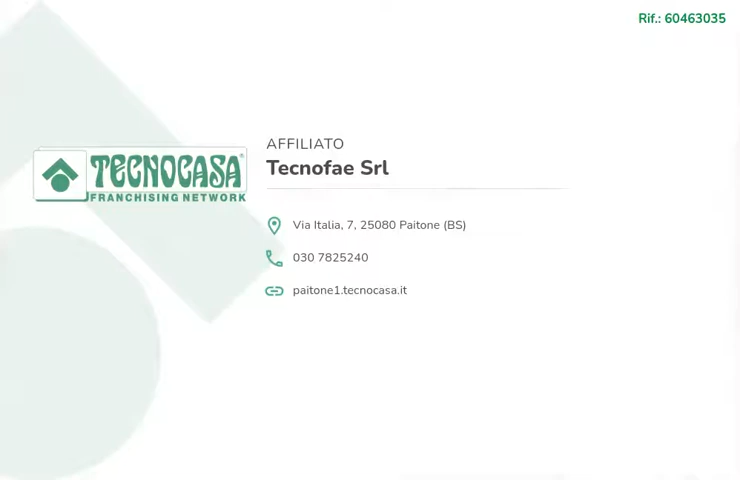 Rif.: 60463035
AFFILIATO
Tecnofae Srl
TECNOCASA®
FRANCHISING NETWORK
Via Italia, 7, 25080 Paitone (BS)
030 7825240
paitone1.tecnocasa.it